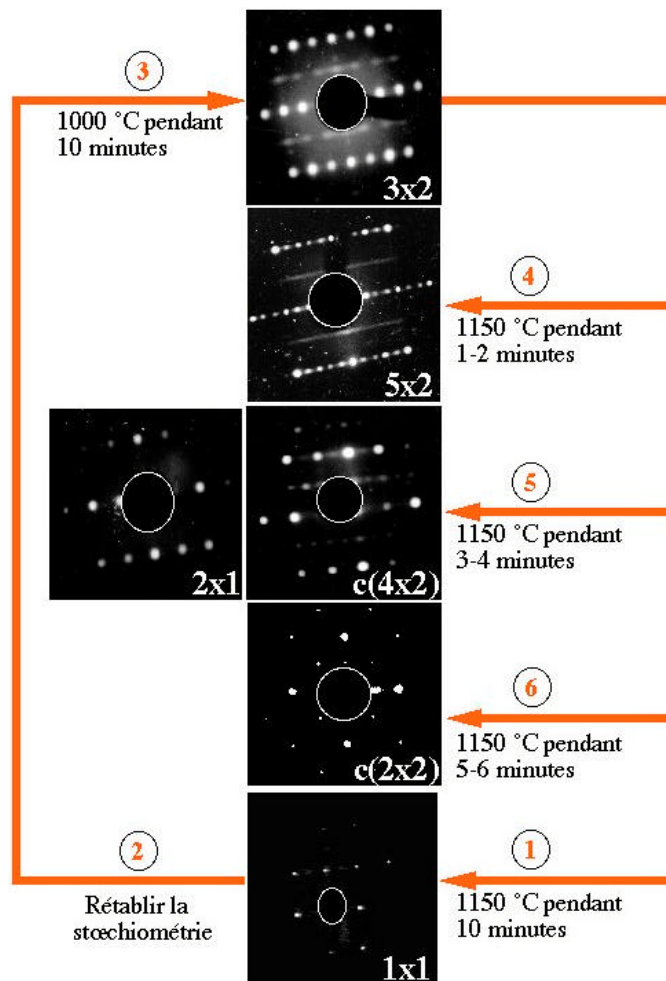 3
1000 °C pendant
10 minutes
3x2
4
1150 °C pendant
1-2 minutes
5x2
5
1150 °C pendant
3-4 minutes
2x1
c(4x2)
6
1150 °C pendant
5-6 minutes
c(2x2)
2
Rétablir la
stœchiométrie
1
1150 °C pendant
10 minutes
1x1